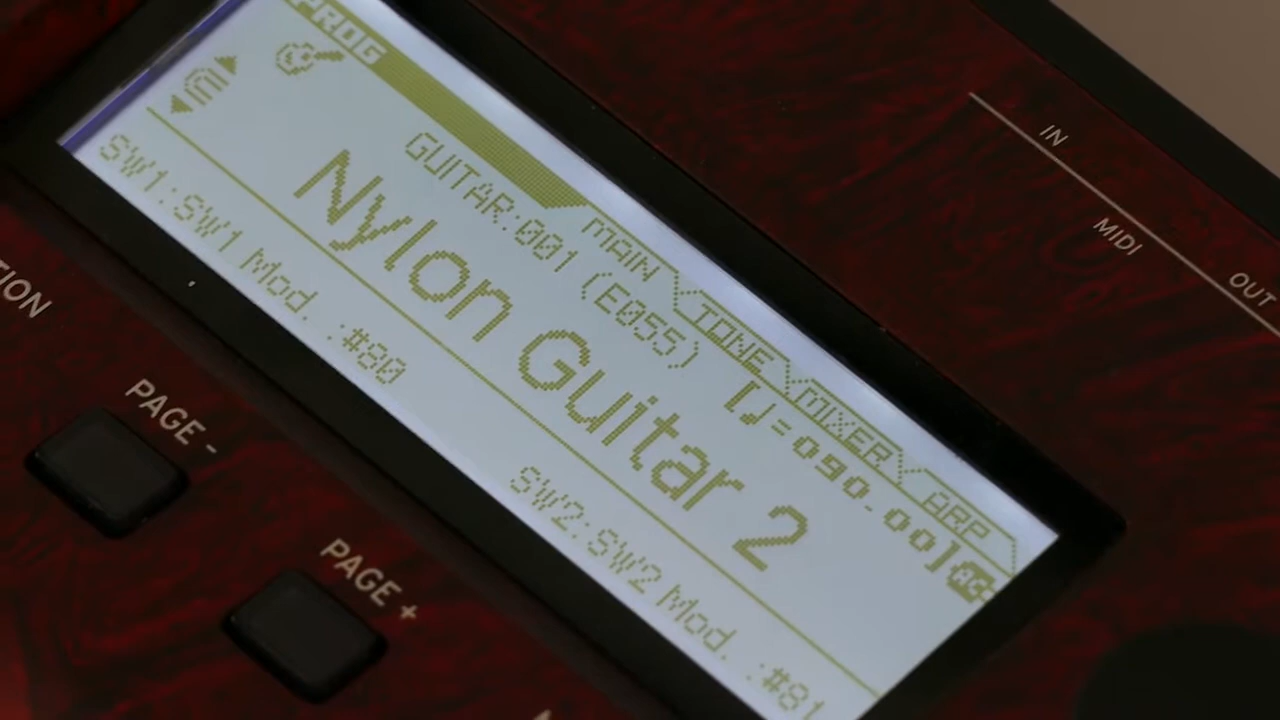 PROG
MAIN TONE MIXER ARP
GUITAR:001 (E055) [♩=090.00]
Nylon Guitar 2
SW1:SW1 Mod. :#80
SW2:SW2 Mod. :#81
IN
MIDI
OUT
TION
PAGE -
PAGE +